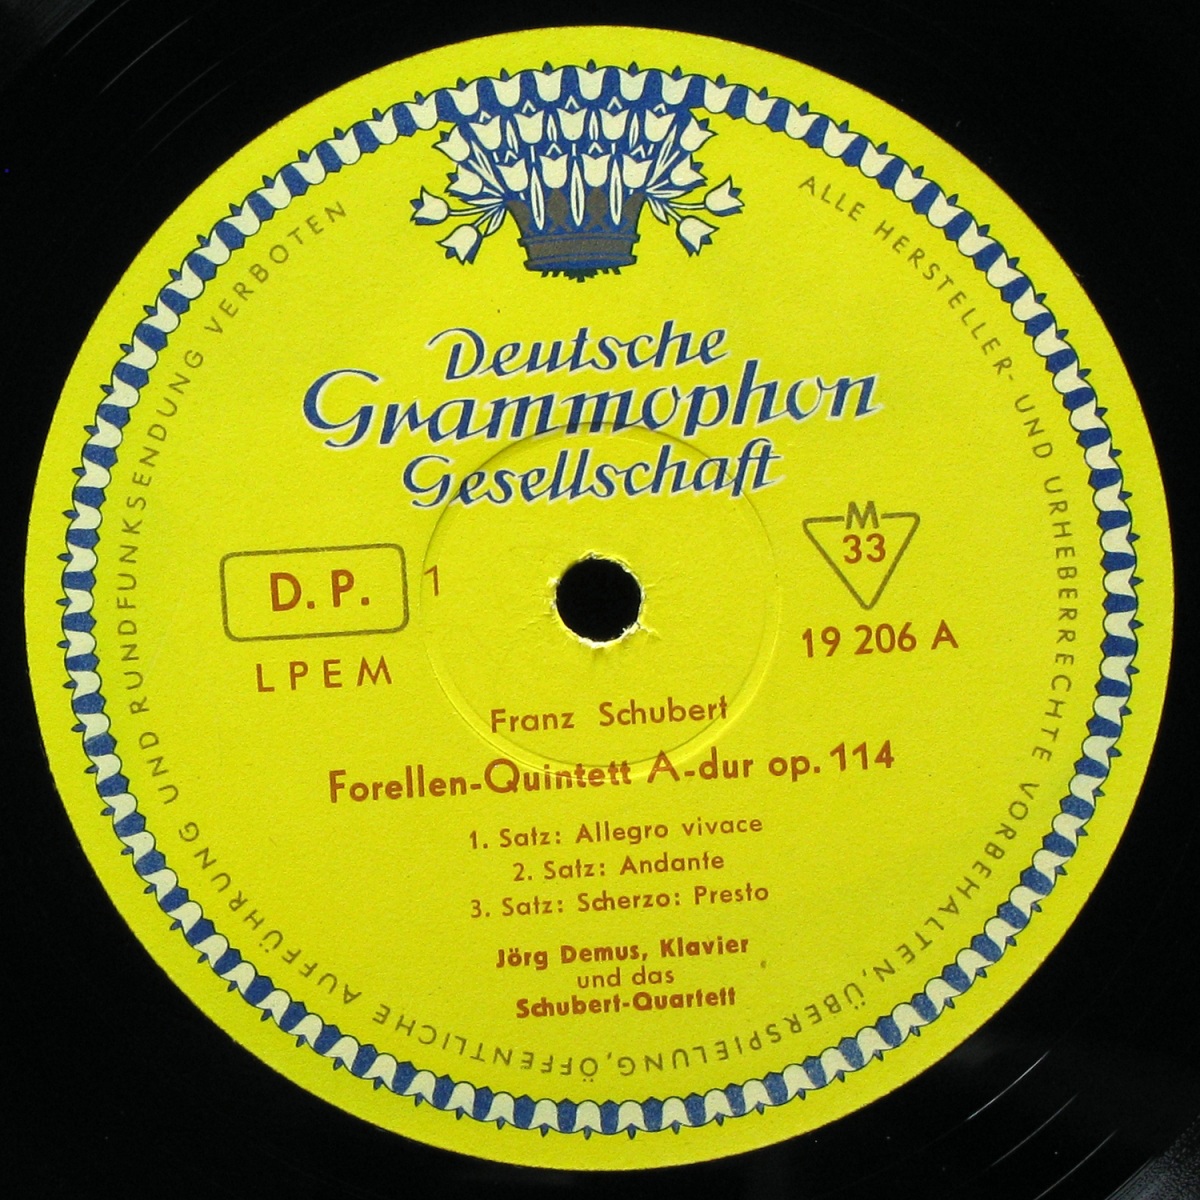 ALLE HERSTELLER- UND URHEBERRECHTE VORBEHALTEN, ÜBERSPIELUNG, ÖFFENTLICHE AUFFÜHRUNG UND RUNDFUNKSENDUNG VERBOTEN
Deutsche
Grammophon
Gesellschaft
M
33
D. P.
1
19 206 A
LPEM
Franz Schubert
Forellen-Quintett A-dur op. 114
1. Satz: Allegro vivace
2. Satz: Andante
3. Satz: Scherzo: Presto
Jörg Demus, Klavier
und das
Schubert-Quartett